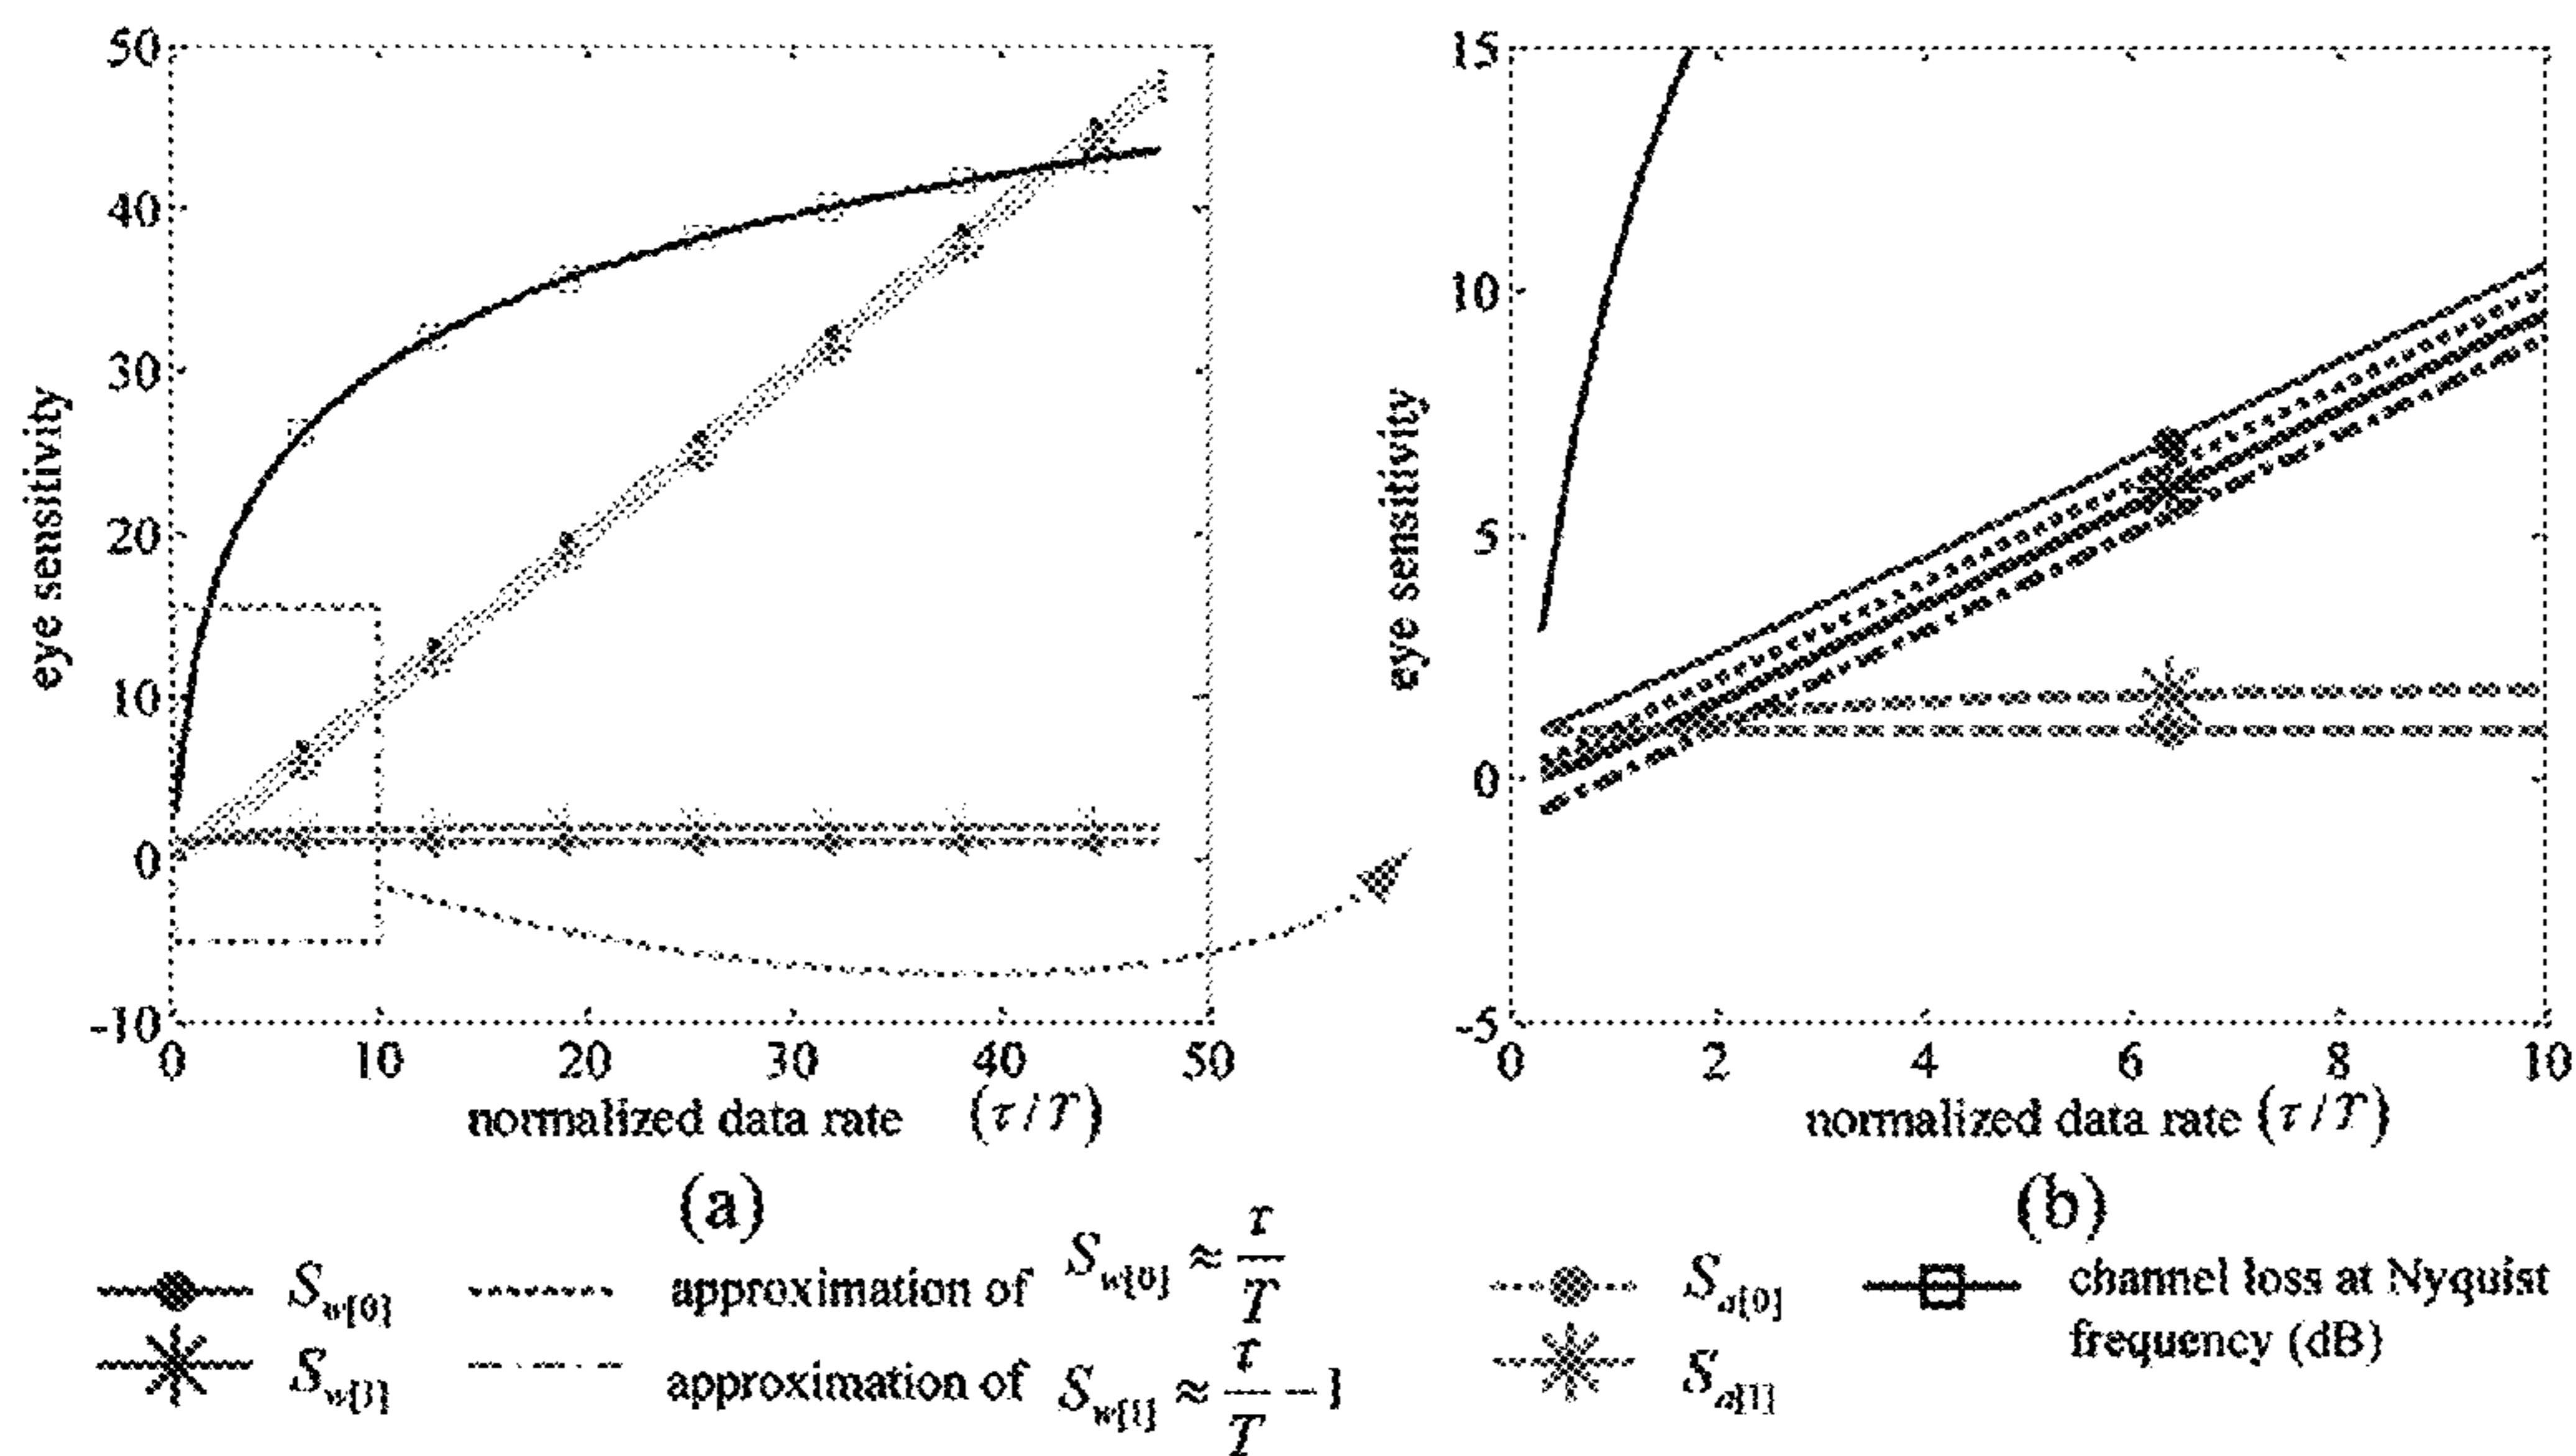 50
40
30
20
10
0
-10
0 10 20 30 40 50
eye sensitivity
normalized data rate (τ/T)
(a)
15
10
5
0
-5
0 2 4 6 8 10
eye sensitivity
normalized data rate (τ/T)
(b)
S_w[0]
S_w[1]
approximation of S_w[0] ≈ τ/T
approximation of S_w[1] ≈ τ/T - 1
S_a[0]
S_a[1]
channel loss at Nyquist
frequency (dB)